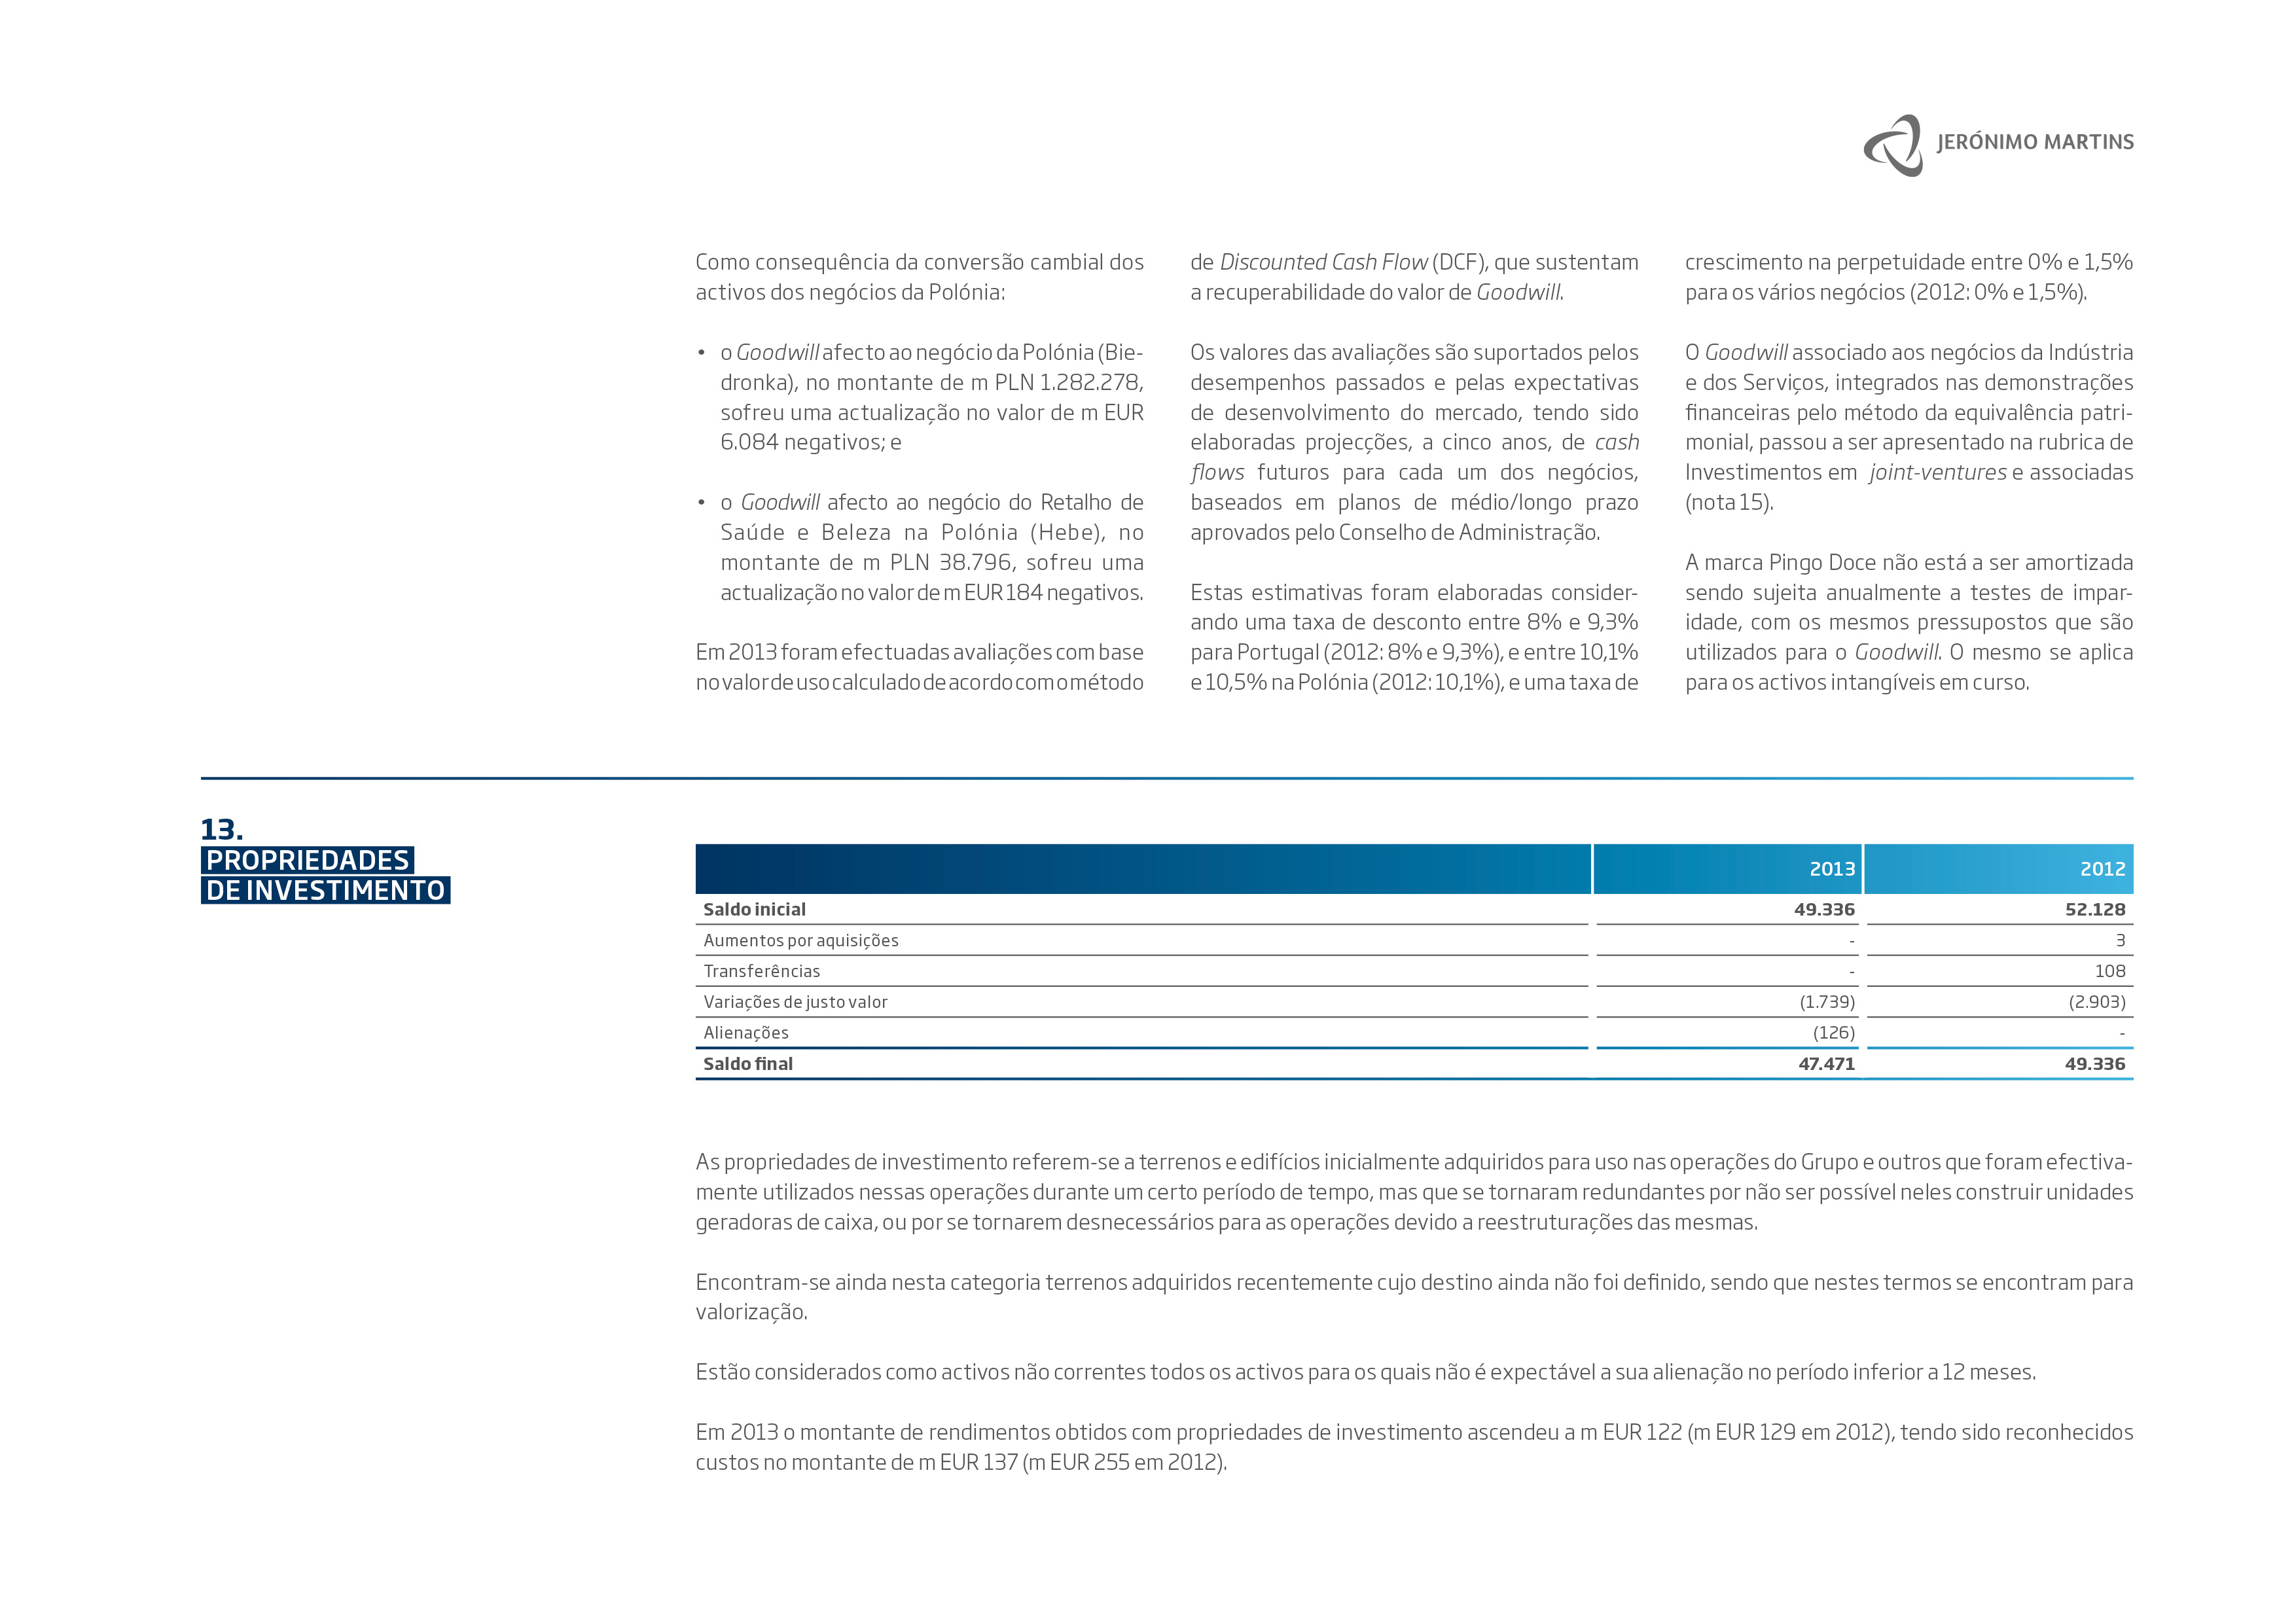 JERÓNIMO MARTINS
Como consequência da conversão cambial dos
activos dos negócios da Polónia:
• o Goodwill afecto ao negócio da Polónia (Bie-
dronka), no montante de m PLN 1.282.278,
sofreu uma actualização no valor de m EUR
6.084 negativos; e
• o Goodwill afecto ao negócio do Retalho de
Saúde e Beleza na Polónia (Hebe), no
montante de m PLN 38.796, sofreu uma
actualização no valor de m EUR 184 negativos.
Em 2013 foram efectuadas avaliações com base
no valor de uso calculado de acordo com o método
de Discounted Cash Flow (DCF), que sustentam
a recuperabilidade do valor de Goodwill.
Os valores das avaliações são suportados pelos
desempenhos passados e pelas expectativas
de desenvolvimento do mercado, tendo sido
elaboradas projecções, a cinco anos, de cash
flows futuros para cada um dos negócios,
baseados em planos de médio/longo prazo
aprovados pelo Conselho de Administração.
Estas estimativas foram elaboradas consider-
ando uma taxa de desconto entre 8% e 9,3%
para Portugal (2012: 8% e 9,3%), e entre 10,1%
e 10,5% na Polónia (2012: 10,1%), e uma taxa de
crescimento na perpetuidade entre 0% e 1,5%
para os vários negócios (2012: 0% e 1,5%).
O Goodwill associado aos negócios da Indústria
e dos Serviços, integrados nas demonstrações
financeiras pelo método da equivalência patri-
monial, passou a ser apresentado na rubrica de
Investimentos em joint-ventures e associadas
(nota 15).
A marca Pingo Doce não está a ser amortizada
sendo sujeita anualmente a testes de impar-
idade, com os mesmos pressupostos que são
utilizados para o Goodwill. O mesmo se aplica
para os activos intangíveis em curso.
13.
PROPRIEDADES
DE INVESTIMENTO
2013 2012
Saldo inicial 49.336 52.128
Aumentos por aquisições - 3
Transferências - 108
Variações de justo valor (1.739) (2.903)
Alienações (126) -
Saldo final 47.471 49.336
As propriedades de investimento referem-se a terrenos e edifícios inicialmente adquiridos para uso nas operações do Grupo e outros que foram efectiva-
mente utilizados nessas operações durante um certo período de tempo, mas que se tornaram redundantes por não ser possível neles construir unidades
geradoras de caixa, ou por se tornarem desnecessários para as operações devido a reestruturações das mesmas.
Encontram-se ainda nesta categoria terrenos adquiridos recentemente cujo destino ainda não foi definido, sendo que nestes termos se encontram para
valorização.
Estão considerados como activos não correntes todos os activos para os quais não é expectável a sua alienação no período inferior a 12 meses.
Em 2013 o montante de rendimentos obtidos com propriedades de investimento ascendeu a m EUR 122 (m EUR 129 em 2012), tendo sido reconhecidos
custos no montante de m EUR 137 (m EUR 255 em 2012).